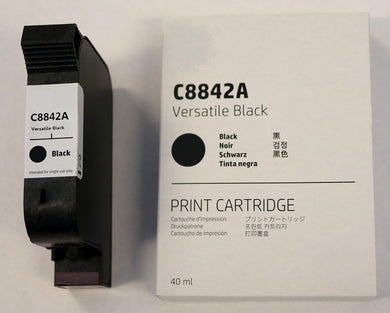 C8842A
Versatile Black
Black
Intended for single use only
C8842A
Versatile Black
Black 黒
Noir 검정
Schwarz 黑色
Tinta negra
PRINT CARTRIDGE
Cartouche d'impression プリントカートリッジ
Druckpatrone 프린트 카트리지
Cartucho de impresión 打印墨盒
40 ml